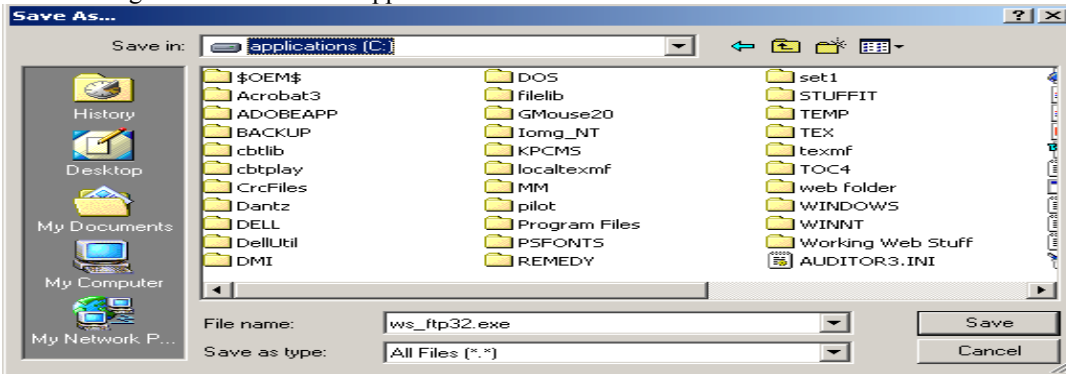 Save As...
Save in:
applications (C:)
History
Desktop
My Documents
My Computer
My Network P...
$OEM$
Acrobat3
ADOBEAPP
BACKUP
cbtlib
cbtplay
CrcFiles
Dantz
DELL
DellUtil
DMI
DOS
filelib
GMouse20
Iomg_NT
KPCMS
localtexmf
MM
pilot
Program Files
PSFONTS
REMEDY
set1
STUFFIT
TEMP
TEX
texmf
TOC4
web folder
WINDOWS
WINNT
Working Web Stuff
AUDITOR3.INI
File name:
ws_ftp32.exe
Save
Save as type:
All Files (*.*)
Cancel